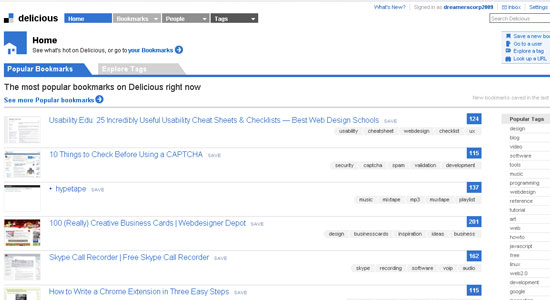 What's New? Signed in as dreamerscorp2009 Inbox Settings
delicious Home Bookmarks People Tags Search Delicious
Home
See what's hot on Delicious, or go to your Bookmarks
Save a new bo
Go to a user
Explore a tag
Look up a URL
Popular Bookmarks Explore Tags
The most popular bookmarks on Delicious right now
See more Popular bookmarks New bookmarks saved in the last
Usability Edu: 25 Incredibly Useful Usability Cheat Sheets & Checklists — Best Web Design Schools SAVE 124
usability cheatsheet webdesign checklist ux
10 Things to Check Before Using a CAPTCHA SAVE 115
security captcha spam validation development
+ hypetape SAVE 137
music mixtape mp3 muxtape playlist
100 (Really) Creative Business Cards | Webdesigner Depot SAVE 201
design businesscards inspiration ideas business
Skype Call Recorder | Free Skype Call Recorder SAVE 162
skype recording software voip audio
How to Write a Chrome Extension in Three Easy Steps SAVE 115
Popular Tags
design
blog
video
software
tools
music
programming
webdesign
reference
tutorial
art
web
howto
javascript
free
linux
web2.0
development
google